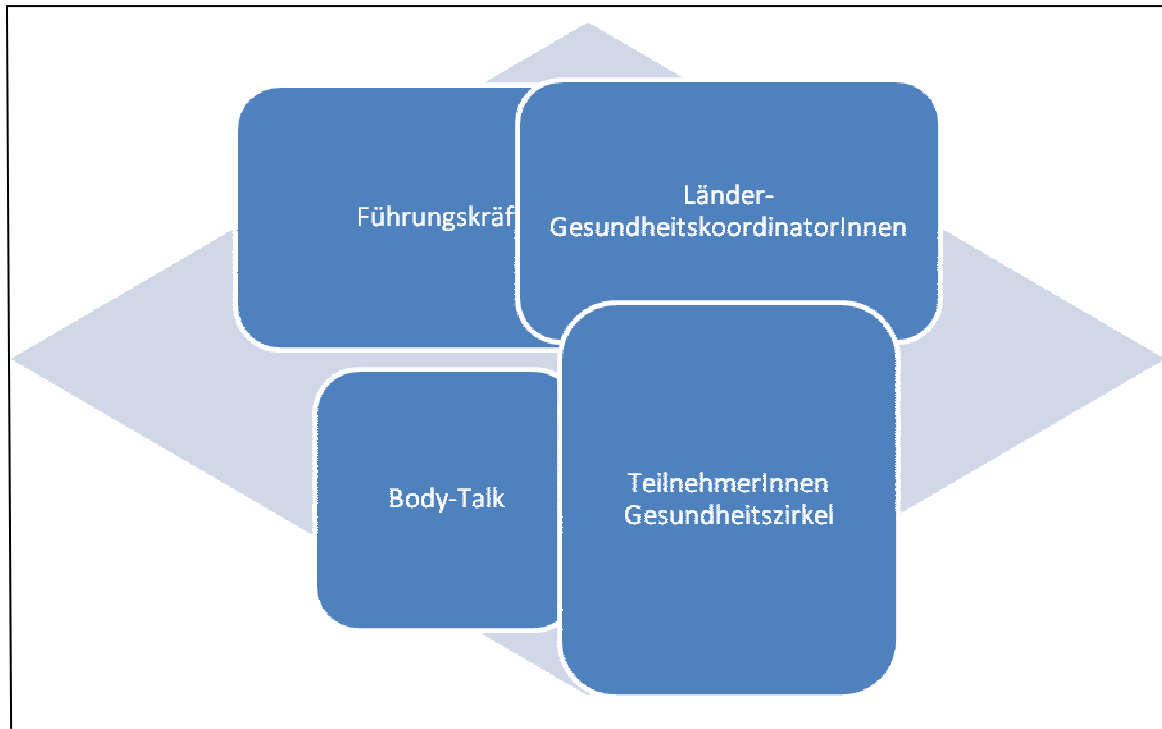 Führungskräf
Länder-
GesundheitskoordinatorInnen
Body-Talk
TeilnehmerInnen
Gesundheitszirkel